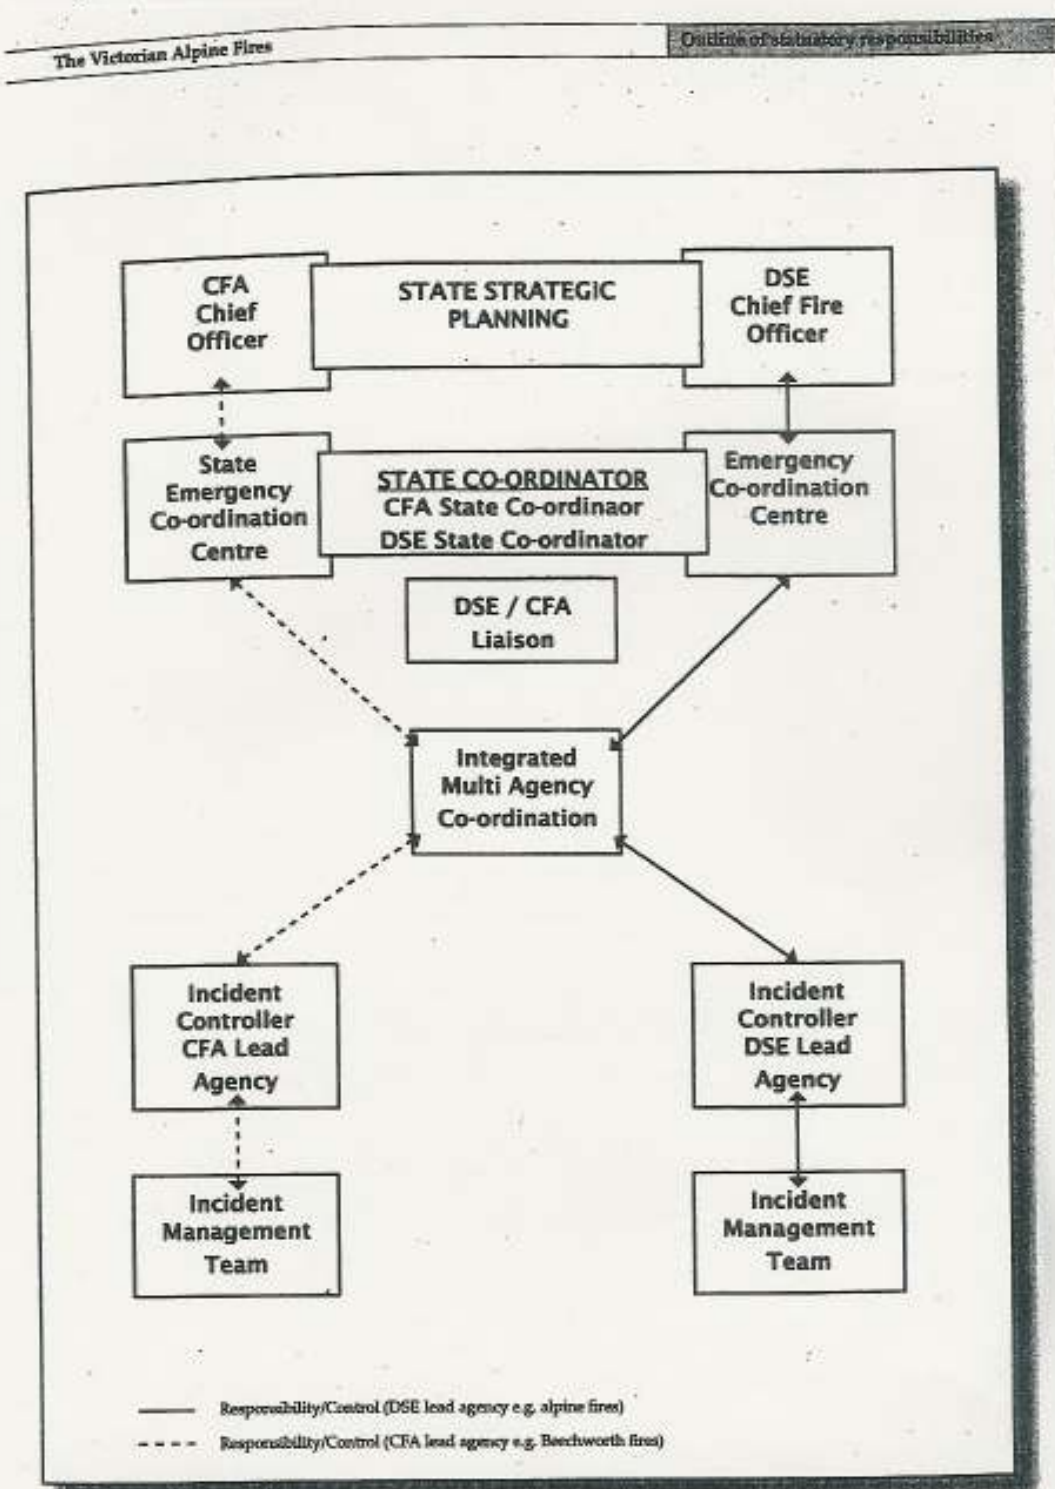 The Victorian Alpine Fires
Outline of statutory responsibilities
CFA
Chief
Officer
STATE STRATEGIC
PLANNING
DSE
Chief Fire
Officer
State
Emergency
Co-ordination
Centre
STATE CO-ORDINATOR
CFA State Co-ordinaor
DSE State Co-ordinator
Emergency
Co-ordination
Centre
DSE / CFA
Liaison
Integrated
Multi Agency
Co-ordination
Incident
Controller
CFA Lead
Agency
Incident
Controller
DSE Lead
Agency
Incident
Management
Team
Incident
Management
Team
Responsibility/Control (DSE lead agency e.g. alpine fires)
Responsibility/Control (CFA lead agency e.g. Beechworth fires)